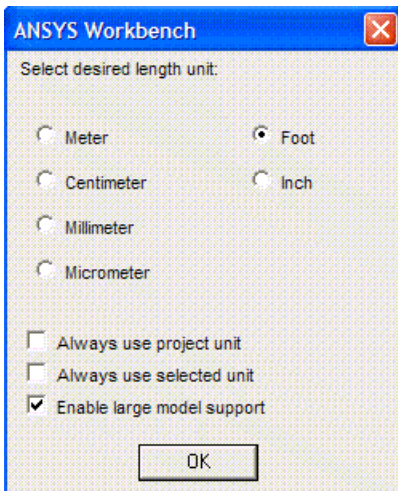 ANSYS Workbench
Select desired length unit:
Meter Foot
Centimeter Inch
Millimeter
Micrometer
Always use project unit
Always use selected unit
Enable large model support
OK